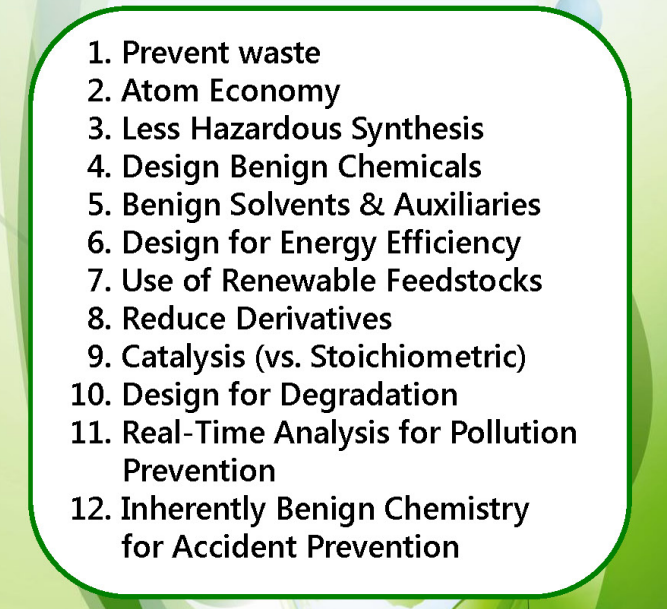 1. Prevent waste
2. Atom Economy
3. Less Hazardous Synthesis
4. Design Benign Chemicals
5. Benign Solvents & Auxiliaries
6. Design for Energy Efficiency
7. Use of Renewable Feedstocks
8. Reduce Derivatives
9. Catalysis (vs. Stoichiometric)
10. Design for Degradation
11. Real-Time Analysis for Pollution
Prevention
12. Inherently Benign Chemistry
for Accident Prevention